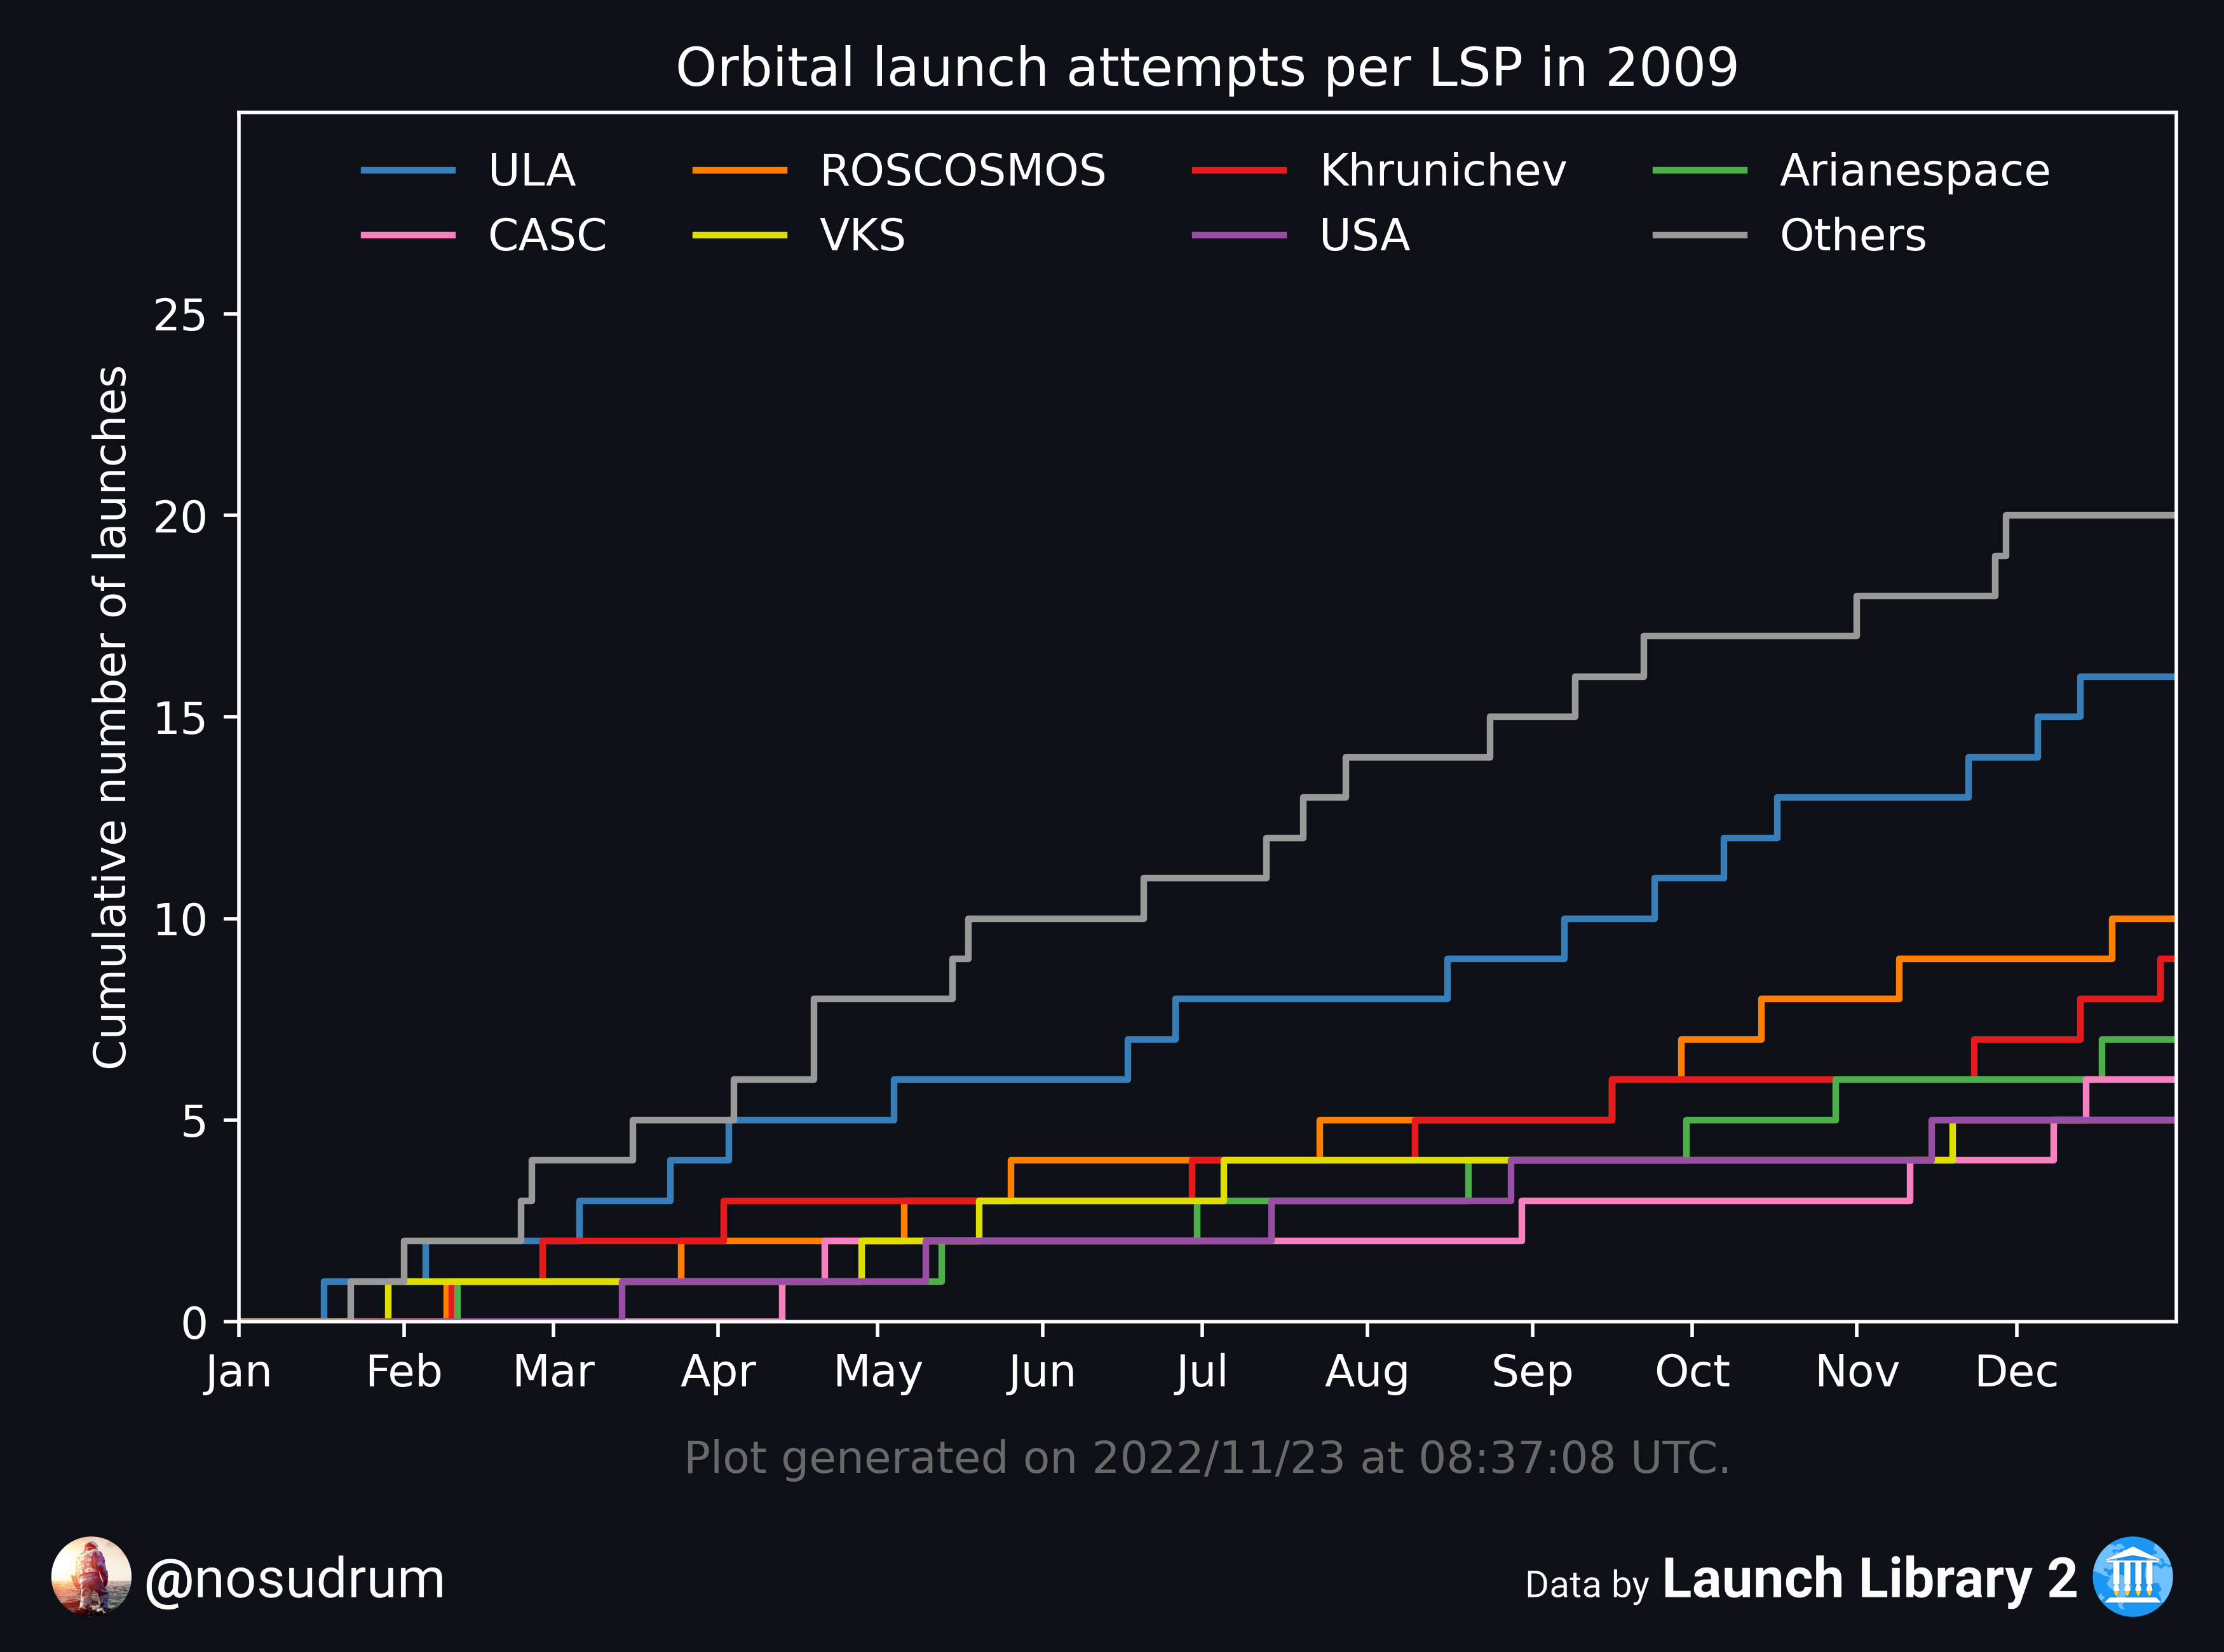 Orbital launch attempts per LSP in 2009
ULA ROSCOSMOS Khrunichev Arianespace
CASC VKS USA Others
Cumulative number of launches
25
20
15
10
5
0
Jan Feb Mar Apr May Jun Jul Aug Sep Oct Nov Dec
Plot generated on 2022/11/23 at 08:37:08 UTC.
@nosudrum
Data by Launch Library 2